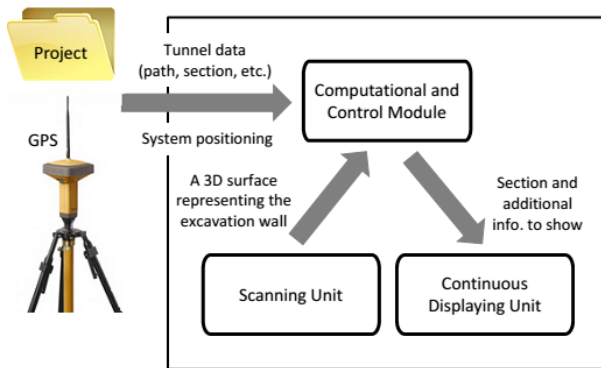 Project
Tunnel data
(path, section, etc.)
GPS
System positioning
Computational and
Control Module
A 3D surface
representing the
excavation wall
Section and
additional
info. to show
Scanning Unit
Continuous
Displaying Unit